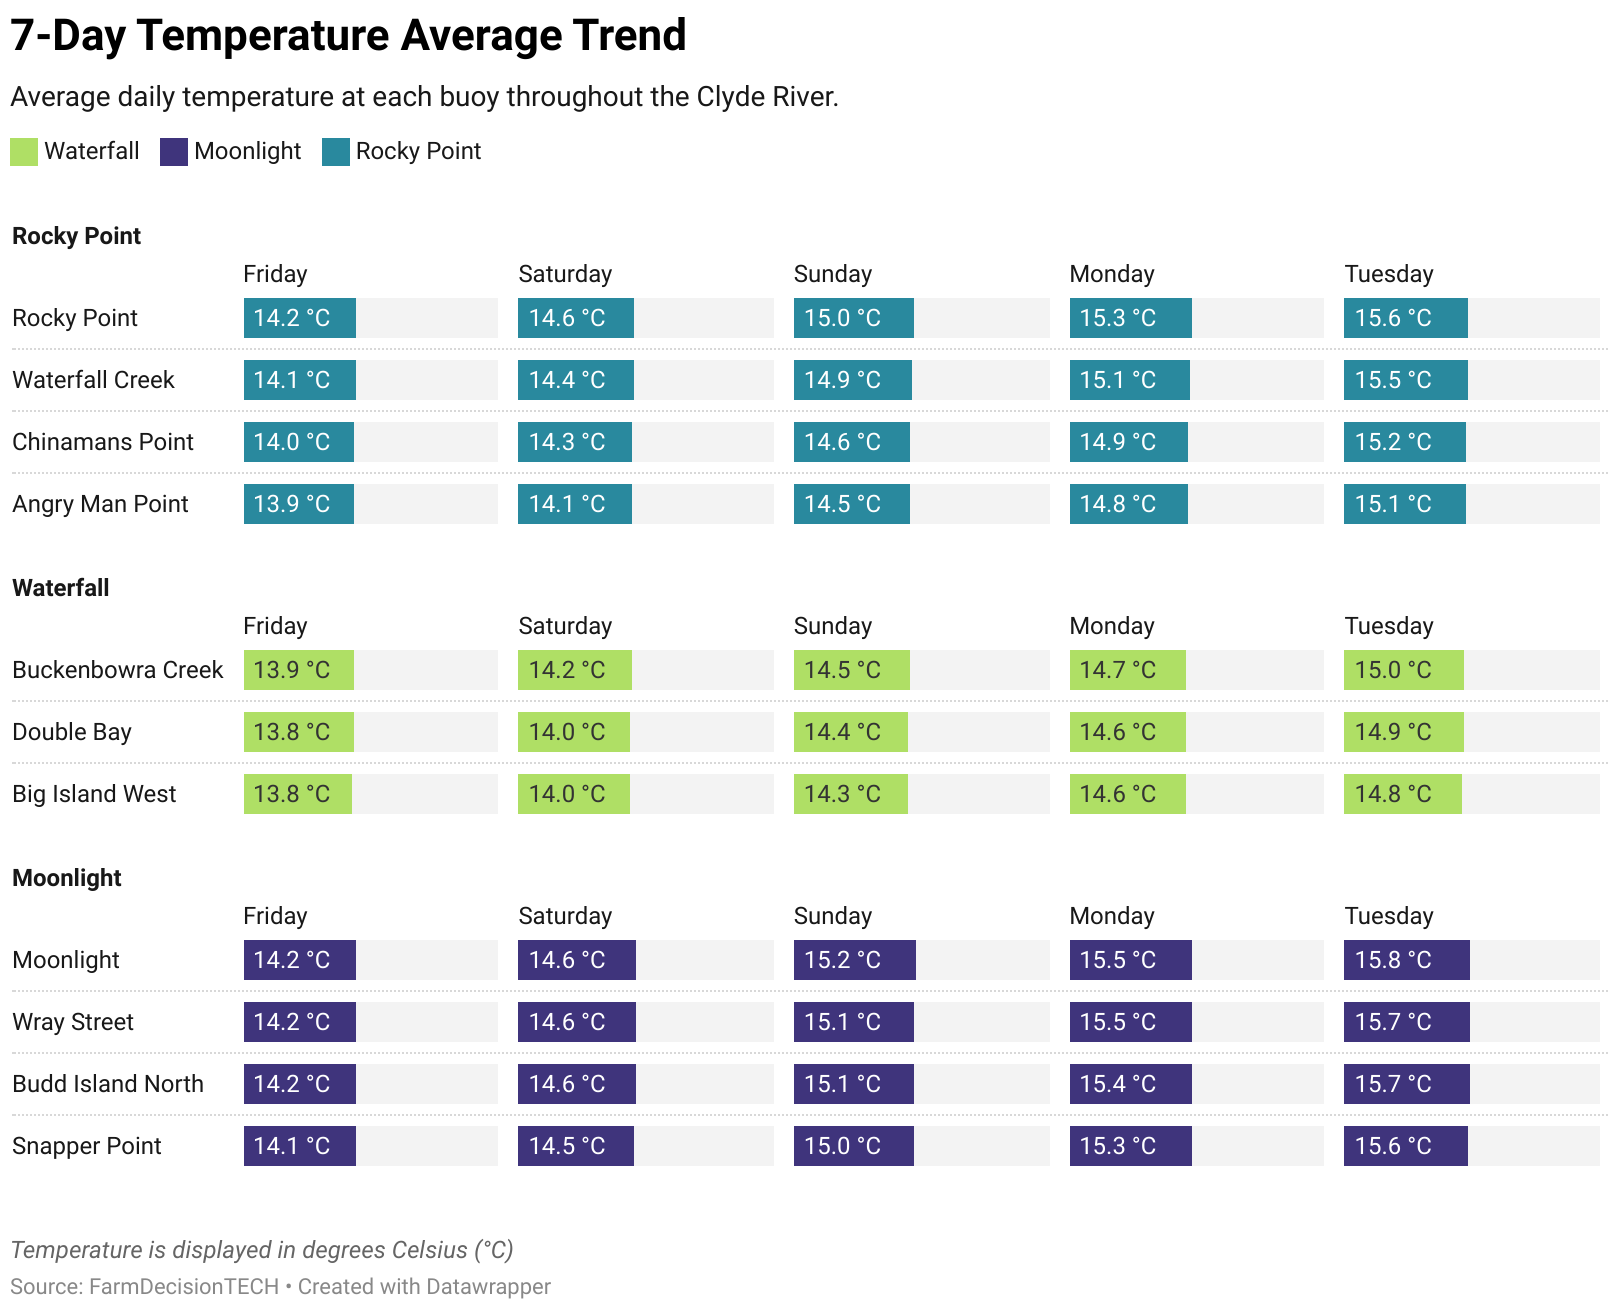 7-Day Temperature Average Trend
Average daily temperature at each buoy throughout the Clyde River.
Waterfall Moonlight Rocky Point
Rocky Point
Friday Saturday Sunday Monday Tuesday
Rocky Point 14.2 °C 14.6 °C 15.0 °C 15.3 °C 15.6 °C
Waterfall Creek 14.1 °C 14.4 °C 14.9 °C 15.1 °C 15.5 °C
Chinamans Point 14.0 °C 14.3 °C 14.6 °C 14.9 °C 15.2 °C
Angry Man Point 13.9 °C 14.1 °C 14.5 °C 14.8 °C 15.1 °C
Waterfall
Friday Saturday Sunday Monday Tuesday
Buckenbowra Creek 13.9 °C 14.2 °C 14.5 °C 14.7 °C 15.0 °C
Double Bay 13.8 °C 14.0 °C 14.4 °C 14.6 °C 14.9 °C
Big Island West 13.8 °C 14.0 °C 14.3 °C 14.6 °C 14.8 °C
Moonlight
Friday Saturday Sunday Monday Tuesday
Moonlight 14.2 °C 14.6 °C 15.2 °C 15.5 °C 15.8 °C
Wray Street 14.2 °C 14.6 °C 15.1 °C 15.5 °C 15.7 °C
Budd Island North 14.2 °C 14.6 °C 15.1 °C 15.4 °C 15.7 °C
Snapper Point 14.1 °C 14.5 °C 15.0 °C 15.3 °C 15.6 °C
Temperature is displayed in degrees Celsius (°C)
Source: FarmDecisionTECH • Created with Datawrapper